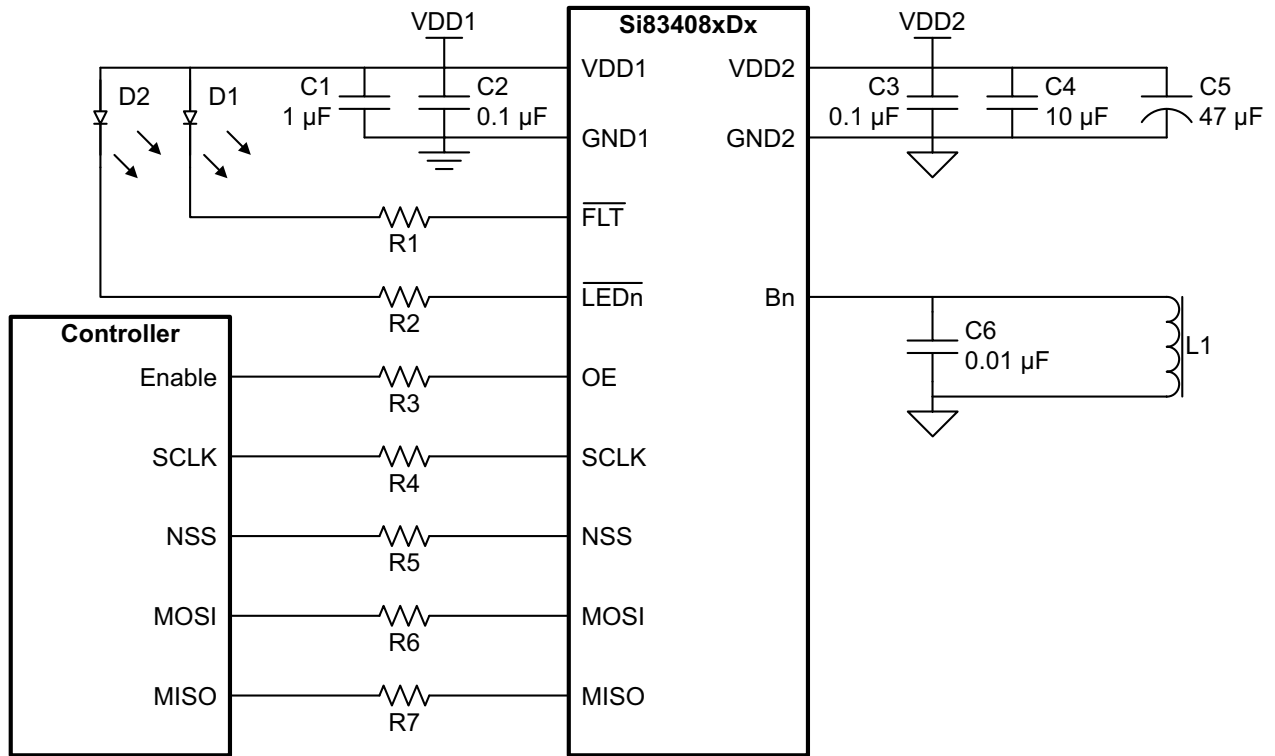 VDD1
Si83408xDx
VDD2
VDD1
VDD2
D2
D1
C1
1 µF
C2
0.1 µF
C3
0.1 µF
C4
10 µF
C5
47 µF
GND1
GND2
FLT
R1
LEDn
R2
Bn
C6
0.01 µF
L1
Controller
Enable
R3
OE
SCLK
R4
SCLK
NSS
R5
NSS
MOSI
R6
MOSI
MISO
R7
MISO